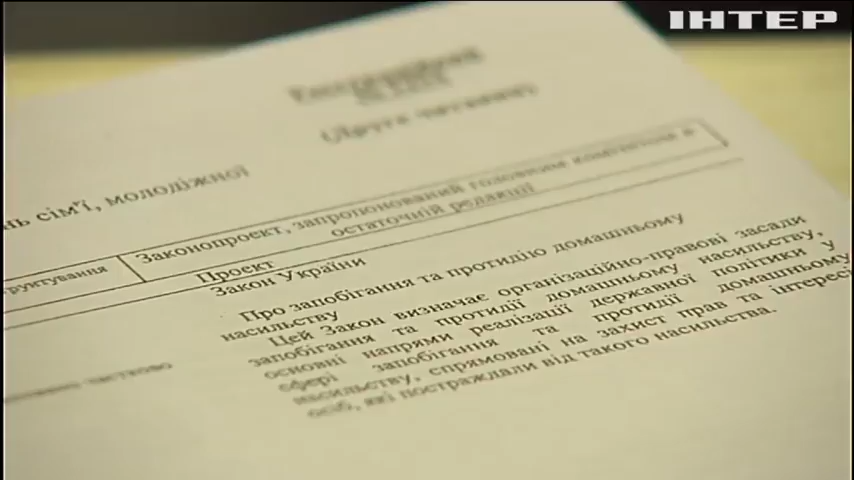 ІНТЕР
(Друге читання)
нь сім'ї, молодіжної
Законопроект, запропонований головним комітетом в
остаточній редакції
Проект
Закон України
Про запобігання та протидію домашньому
насильству
Цей Закон визначає організаційно-правові засади
запобігання та протидії домашньому насильству,
основні напрями реалізації державної політики у
сфері запобігання та протидії домашньому
насильству, спрямовані на захист прав та інтересі
осіб, які постраждали від такого насильства.